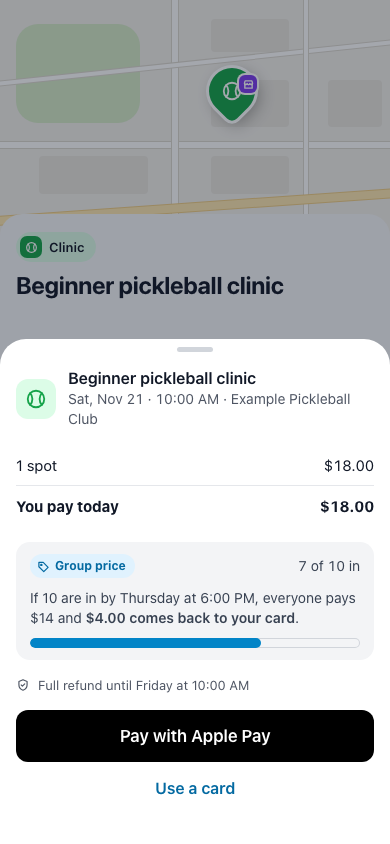 Clinic
Beginner pickleball clinic
Beginner pickleball clinic
Sat, Nov 21 · 10:00 AM · Example Pickleball
Club
1 spot $18.00
You pay today $18.00
Group price 7 of 10 in
If 10 are in by Thursday at 6:00 PM, everyone pays
$14 and $4.00 comes back to your card.
Full refund until Friday at 10:00 AM
Pay with Apple Pay
Use a card